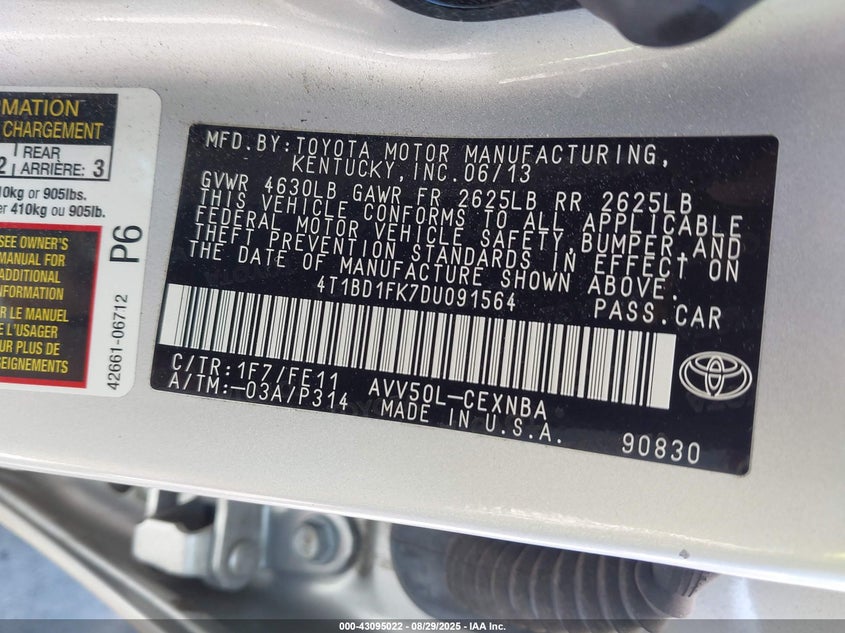 MATION
CHARGEMENT
2 REAR ARRIÈRE: 3
10kg or 905lbs.
er 410kg ou 905lb.
SEE OWNER'S
MANUAL FOR
ADDITIONAL
INFORMATION
R LE MANUEL
L'USAGER
UR PLUS DE
SEIGNEMENTS
P6
42661-06712
MFD.BY:TOYOTA MOTOR MANUFACTURING,
KENTUCKY,INC.06/13
GVWR 4630LB GAWR FR 2625LB RR 2625LB
THIS VEHICLE CONFORMS TO ALL APPLICABLE
FEDERAL MOTOR VEHICLE SAFETY,BUMPER,AND
THEFT PREVENTION STANDARDS IN EFFECT ON
THE DATE OF MANUFACTURE SHOWN ABOVE.
4T1BD1FK7DU091564 PASS.CAR
C/TR:1F7/FE11 AVV50L-CEXNBA
A/TM:-03A/P314 MADE IN U.S.A.
90830
000-43095022 - 08/29/2025 - IAA Inc.